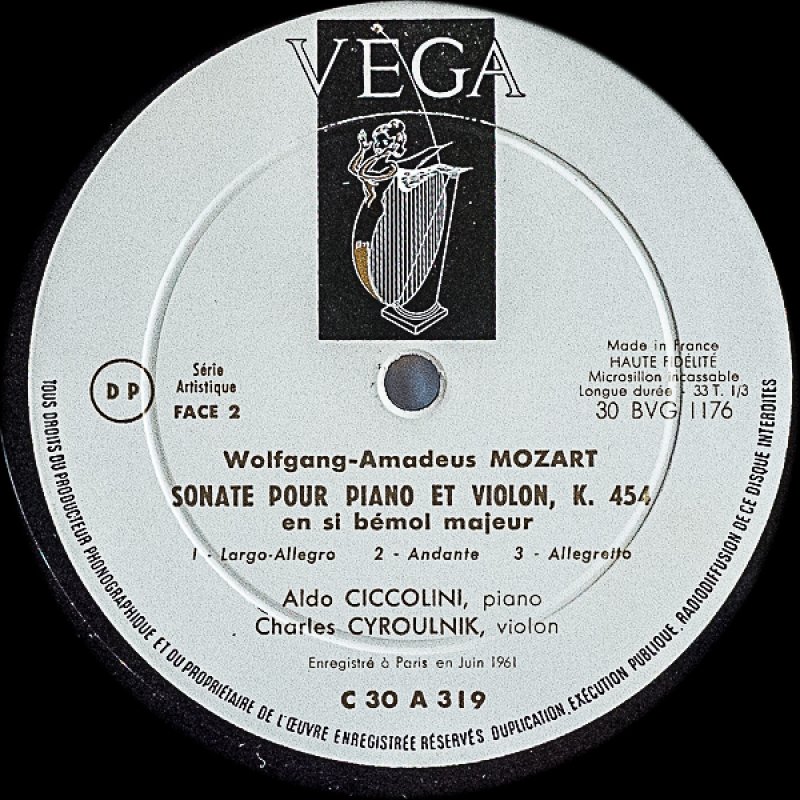 VÈGA
Made in France
HAUTE FIDÉLITÉ
Microsillon incassable
Longue durée - 33 T. 1/3
30 BVG 1176
D P
Série
Artistique
FACE 2
Wolfgang-Amadeus MOZART
SONATE POUR PIANO ET VIOLON, K. 454
en si bémol majeur
1 - Largo-Allegro 2 - Andante 3 - Allegretto
Aldo CICCOLINI, piano
Charles CYROULNIK, violon
Enregistré à Paris en Juin 1961
C 30 A 319
TOUS DROITS DU PRODUCTEUR PHONOGRAPHIQUE ET DU PROPRIÉTAIRE DE L'ŒUVRE ENREGISTRÉE RÉSERVÉS DUPLICATION, EXÉCUTION PUBLIQUE, RADIODIFFUSION DE CE DISQUE INTERDITES